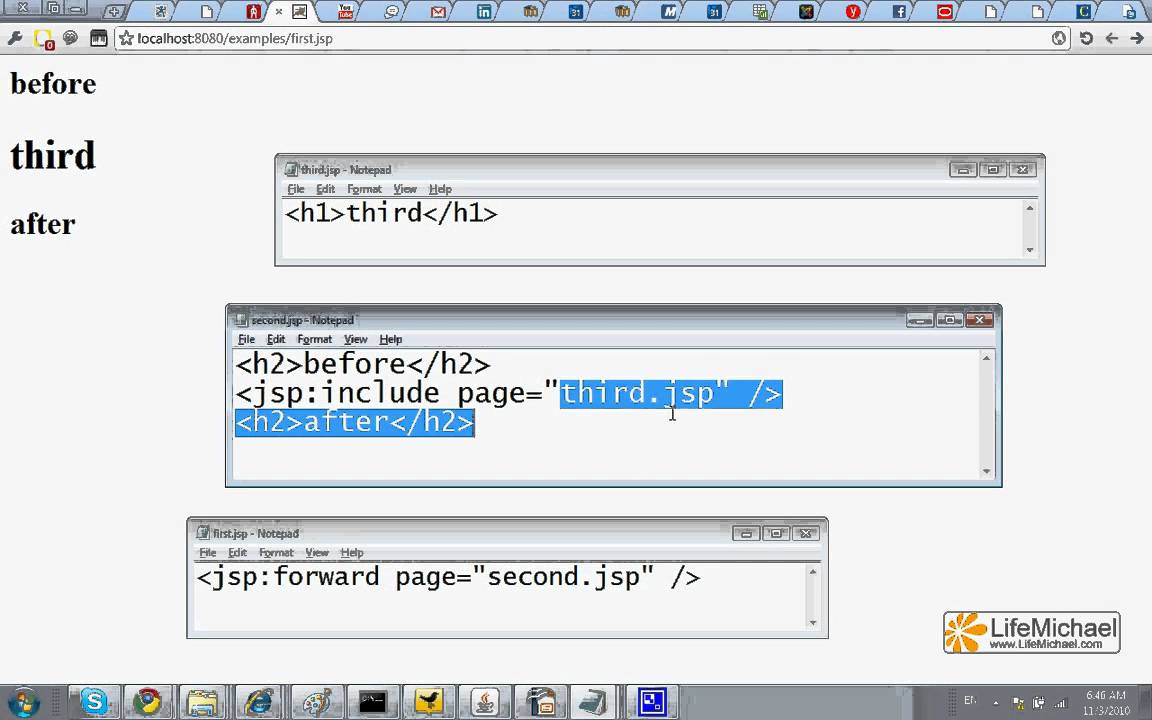 localhost:8080/examples/first.jsp
before
third
after
third.jsp - Notepad
File Edit Format View Help
<h1>third</h1>
second.jsp - Notepad
File Edit Format View Help
<h2>before</h2>
<jsp:include page="third.jsp" />
<h2>after</h2>
first.jsp - Notepad
File Edit Format View Help
<jsp:forward page="second.jsp" />
LifeMichael
www.LifeMichael.com
EN
6:46 AM
11/3/2010